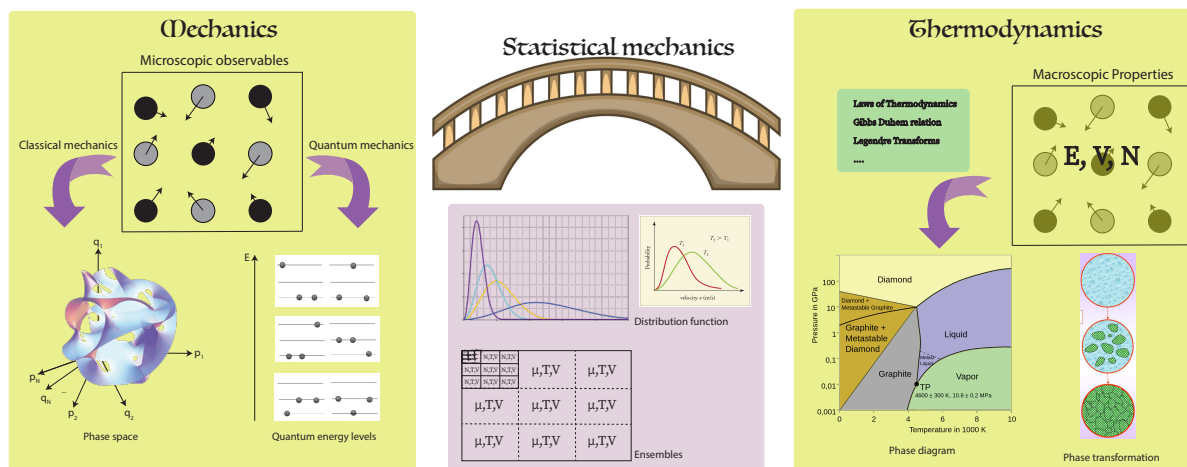 Mechanics
Microscopic observables
Classical mechanics
Quantum mechanics
q1
p1
pN
qN
..
p2
q2
Phase space
E
Quantum energy levels
Statistical mechanics
Probability
T1
T2
T2 > T1
velocity v (m/s)
Distribution function
N,T,V N,T,V
N,T,V N,T,V N,T,V
N,T,V N,T,V N,T,V
μ,T,V μ,T,V
μ,T,V μ,T,V μ,T,V
μ,T,V μ,T,V μ,T,V
Ensembles
Thermodynamics
Macroscopic Properties
Laws of Thermodynamics
Gibbs Duhem relation
Legendre Transforms
....
E, V, N
Pressure in GPa
100
10
1
0,1
0,01
0,001
Diamond
Diamond +
Metastable Graphite
Graphite +
Metastable
Diamond
Graphite
Liquid
Liquid
Vapor
TP
4600 ± 300 K, 10.8 ± 0.2 MPa
0 2 4 6 8 10
Temperature in 1000 K
Phase diagram
Phase transformation